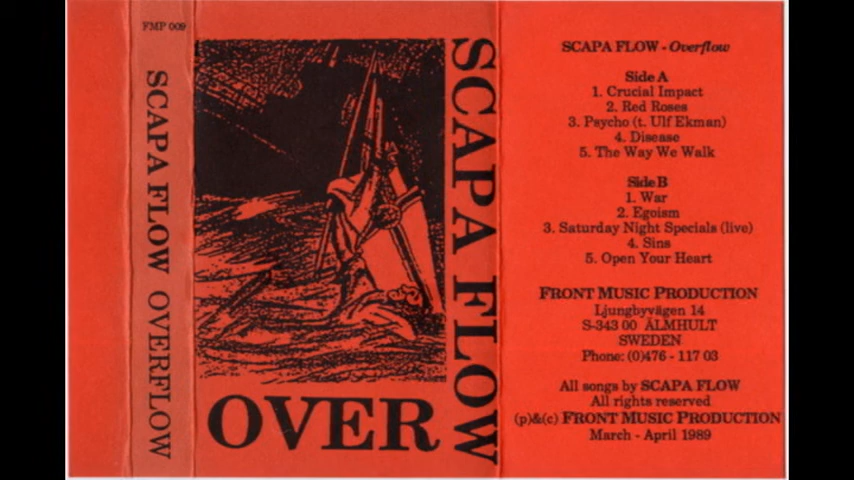 FMP 009
SCAPA FLOW OVERFLOW
SCAPA FLOW
OVER
SCAPA FLOW - Overflow
Side A
1. Crucial Impact
2. Red Roses
3. Psycho (t. Ulf Ekman)
4. Disease
5. The Way We Walk
Side B
1. War
2. Egoism
3. Saturday Night Specials (live)
4. Sins
5. Open Your Heart
FRONT MUSIC PRODUCTION
Ljungbyvägen 14
S-343 00 ÄLMHULT
SWEDEN
Phone: (0)476 - 117 03
All songs by SCAPA FLOW
All rights reserved
(p)&(c) FRONT MUSIC PRODUCTION
March - April 1989